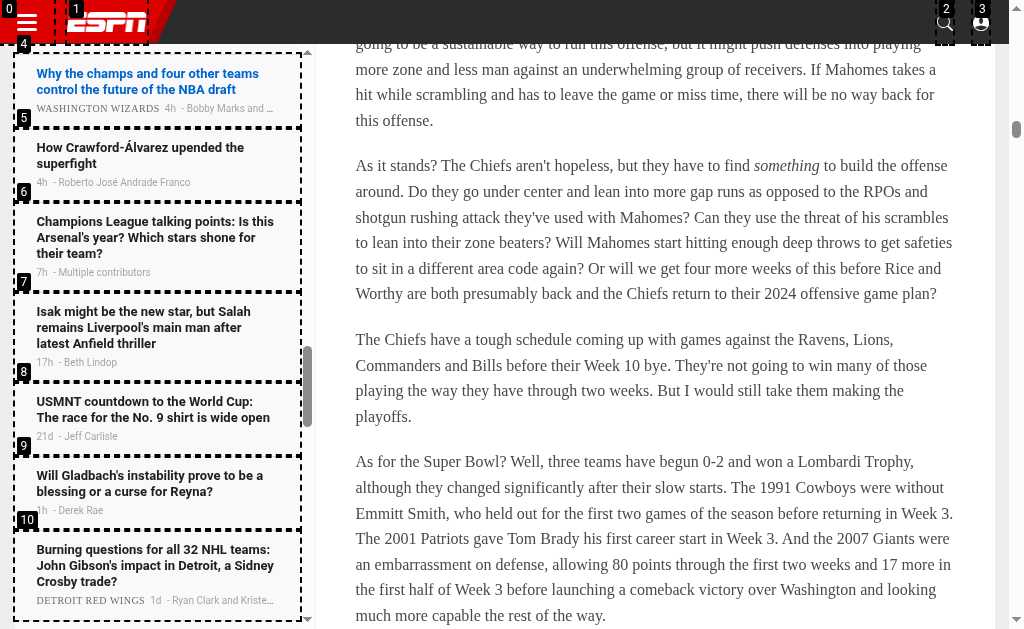 0
1
ESPN
2
3
4
Why the champs and four other teams
control the future of the NBA draft
WASHINGTON WIZARDS 4h - Bobby Marks and ...
5
How Crawford-Álvarez upended the
superfight
4h - Roberto José Andrade Franco
6
Champions League talking points: Is this
Arsenal's year? Which stars shone for
their team?
7h - Multiple contributors
7
Isak might be the new star, but Salah
remains Liverpool's main man after
latest Anfield thriller
17h - Beth Lindop
8
USMNT countdown to the World Cup:
The race for the No. 9 shirt is wide open
21d - Jeff Carlisle
9
Will Gladbach's instability prove to be a
blessing or a curse for Reyna?
1h - Derek Rae
10
Burning questions for all 32 NHL teams:
John Gibson's impact in Detroit, a Sidney
Crosby trade?
DETROIT RED WINGS 1d - Ryan Clark and Kriste...
going to be a sustainable way to run this offense, but it might push defenses into playing
more zone and less man against an underwhelming group of receivers. If Mahomes takes a
hit while scrambling and has to leave the game or miss time, there will be no way back for
this offense.
As it stands? The Chiefs aren't hopeless, but they have to find something to build the offense
around. Do they go under center and lean into more gap runs as opposed to the RPOs and
shotgun rushing attack they've used with Mahomes? Can they use the threat of his scrambles
to lean into their zone beaters? Will Mahomes start hitting enough deep throws to get safeties
to sit in a different area code again? Or will we get four more weeks of this before Rice and
Worthy are both presumably back and the Chiefs return to their 2024 offensive game plan?
The Chiefs have a tough schedule coming up with games against the Ravens, Lions,
Commanders and Bills before their Week 10 bye. They're not going to win many of those
playing the way they have through two weeks. But I would still take them making the
playoffs.
As for the Super Bowl? Well, three teams have begun 0-2 and won a Lombardi Trophy,
although they changed significantly after their slow starts. The 1991 Cowboys were without
Emmitt Smith, who held out for the first two games of the season before returning in Week 3.
The 2001 Patriots gave Tom Brady his first career start in Week 3. And the 2007 Giants were
an embarrassment on defense, allowing 80 points through the first two weeks and 17 more in
the first half of Week 3 before launching a comeback victory over Washington and looking
much more capable the rest of the way.